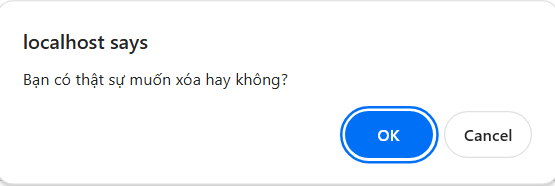 localhost says
Bạn có thật sự muốn xóa hay không?
OK
Cancel